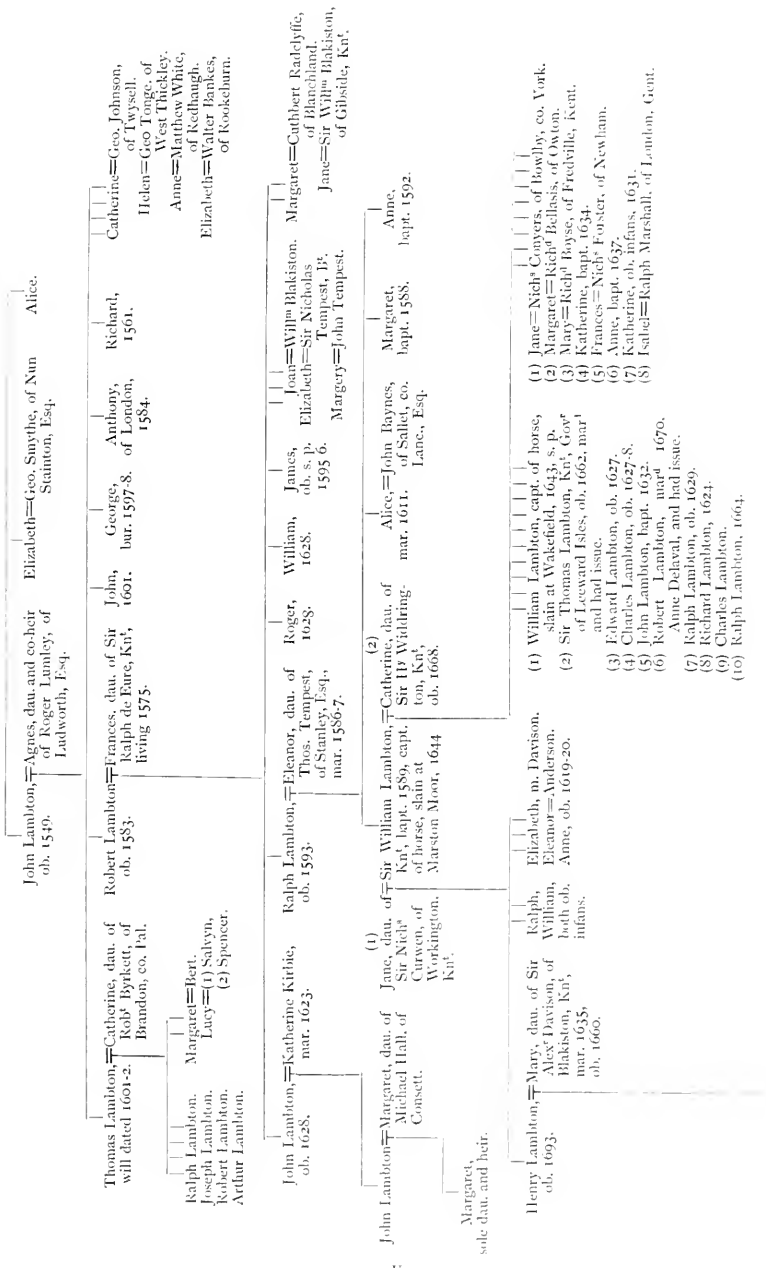 John Lambton,=Agnes, dau. and co-heir
ob. 1549.
of Roger Lumley, of
Ludworth, Esq.
Elizabeth=Geo. Smythe, of Nun
Stainton, Esq.
Alice.
Thomas Lambton,=Catherine, dau. of
will dated 1601-2.
Robᵗ Byrkett, of
Brandon, co. Pal.
Robert Lambton=Frances, dau. of Sir
ob. 1583.
Ralph de Eure, Knᵗ,
living 1575.
John,
1601.
George,
bur. 1597-8.
Anthony,
of London,
1584.
Richard,
1561.
Catherine=Geo. Johnson,
of Twysell.
Helen=Geo Tonge, of
West Thickley.
Anne=Matthew White,
of Redhaugh.
Elizabeth=Walter Bankes,
of Rookeburn.
Ralph Lambton.
Joseph Lambton.
Robert Lambton.
Arthur Lambton.
Margaret=Bert.
Lucy=(1) Salvyn,
(2) Spencer.
John Lambton,=Katherine Kirbie,
ob. 1628.
mar. 1623.
Ralph Lambton,=Eleanor, dau. of
ob. 1593.
Thos. Tempest,
of Stanley, Esq.,
mar. 1586-7.
Roger,
1628.
William,
1628.
James,
ob. s. p.
1595 6.
Joan=Willᵐ Blakiston.
Elizabeth=Sir Nicholas
Tempest, Bᵗ.
Margery=John Tempest.
Margaret=Cuthbert Radclyffe,
of Blanchland.
Jane=Sir Willᵐ Blakiston,
of Gibside, Knᵗ.
John Lambton=Margaret, dau. of
Michael Hall, of
Consett.
(1)
Jane, dau. of=Sir William Lambton,=Catherine, dau. of
(2)
Sir Nichˢ
Curwen, of
Workington.
Knᵗ.
Knᵗ, bapt. 1589, capt.
of horse, slain at
Marston Moor, 1644
Sir Hʸ Widdring-
ton, Knᵗ,
ob. 1668.
Alice,=John Baynes,
mar. 1611.
of Sallet, co.
Lanc., Esq.
Margaret,
bapt. 1588.
Anne,
bapt. 1592.
Margaret,
sole dau. and heir.
Henry Lambton,=Mary, dau. of Sir
ob. 1693.
Alexʳ Davison, of
Blakiston, Knᵗ,
mar. 1635,
ob. 1660.
Ralph,
William,
both ob.
infans.
Elizabeth, m. Davison.
Eleanor=Anderson.
Anne, ob. 1619-20.
(1) William Lambton, capt. of horse,
slain at Wakefield, 1643, s. p.
(2) Sir Thomas Lambton, Knᵗ, Govʳ
of Leeward Isles, ob. 1662, marᵈ
and had issue.
(3) Edward Lambton, ob. 1627.
(4) Charles Lambton, ob. 1627-8.
(5) John Lambton, bapt. 1632.
(6) Robert Lambton, marᵈ 1670.
Anne Delaval, and had issue.
(7) Ralph Lambton, ob. 1629.
(8) Richard Lambton, 1624.
(9) Charles Lambton.
(10) Ralph Lambton, 1664.
(1) Jane=Nichˢ Conyers, of Bowlby, co. York.
(2) Margaret=Richᵈ Bellasis, of Owton.
(3) Mary=Richᵈ Boyse, of Fredville, Kent.
(4) Katherine, bapt. 1634.
(5) Frances=Nichˢ Forster, of Newham.
(6) Anne, bapt. 1637.
(7) Katherine, ob. infans, 1631.
(8) Isabel=Ralph Marshall, of London, Gent.